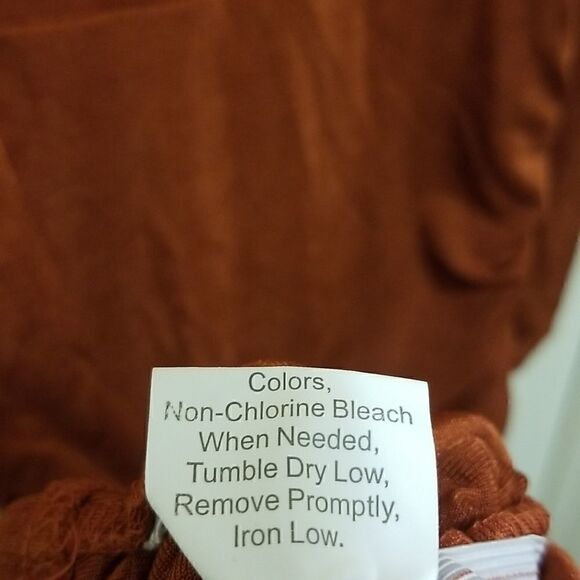 Colors,
Non-Chlorine Bleach
When Needed,
Tumble Dry Low,
Remove Promptly,
Iron Low.